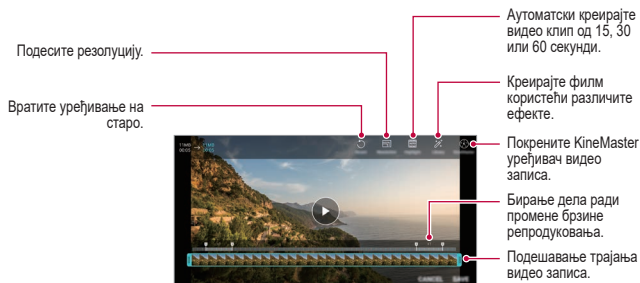 Подесите резолуцију.
Вратите уређивање на
старо.
Аутоматски креирајте
видео клип од 15, 30
или 60 секунди.
Креирајте филм
користећи различите
ефекте.
Покрените KineMaster
уређивач видео
записа.
Бирање дела ради
промене брзине
репродуковања.
Подешавање трајања
видео записа.
CANCEL SAVE